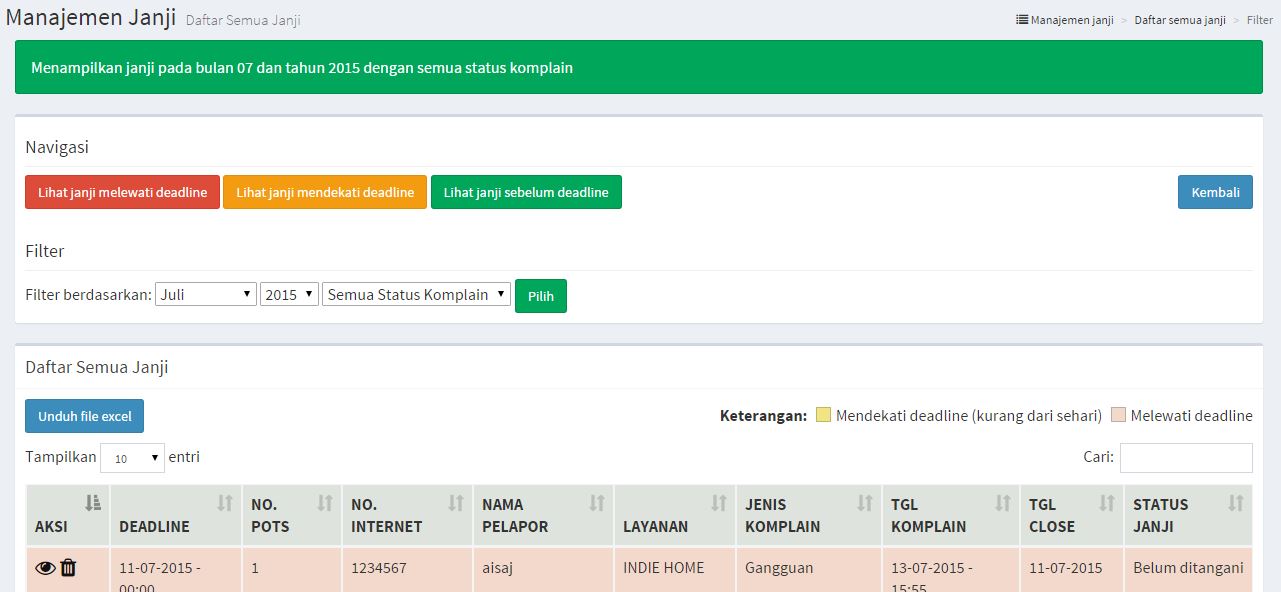 Manajemen Janji Daftar Semua Janji
Manajemen janji > Daftar semua janji > Filter
Menampilkan janji pada bulan 07 dan tahun 2015 dengan semua status komplain
Navigasi
Lihat janji melewati deadline Lihat janji mendekati deadline Lihat janji sebelum deadline Kembali
Filter
Filter berdasarkan: Juli 2015 Semua Status Komplain Pilih
Daftar Semua Janji
Unduh file excel Keterangan: Mendekati deadline (kurang dari sehari) Melewati deadline
Tampilkan 10 entri Cari:
AKSI DEADLINE NO. POTS NO. INTERNET NAMA PELAPOR LAYANAN JENIS KOMPLAIN TGL KOMPLAIN TGL CLOSE STATUS JANJI
11-07-2015 - 1 1234567 aisaj INDIE HOME Gangguan 13-07-2015 - 11-07-2015 Belum ditangani
00:00 15:55